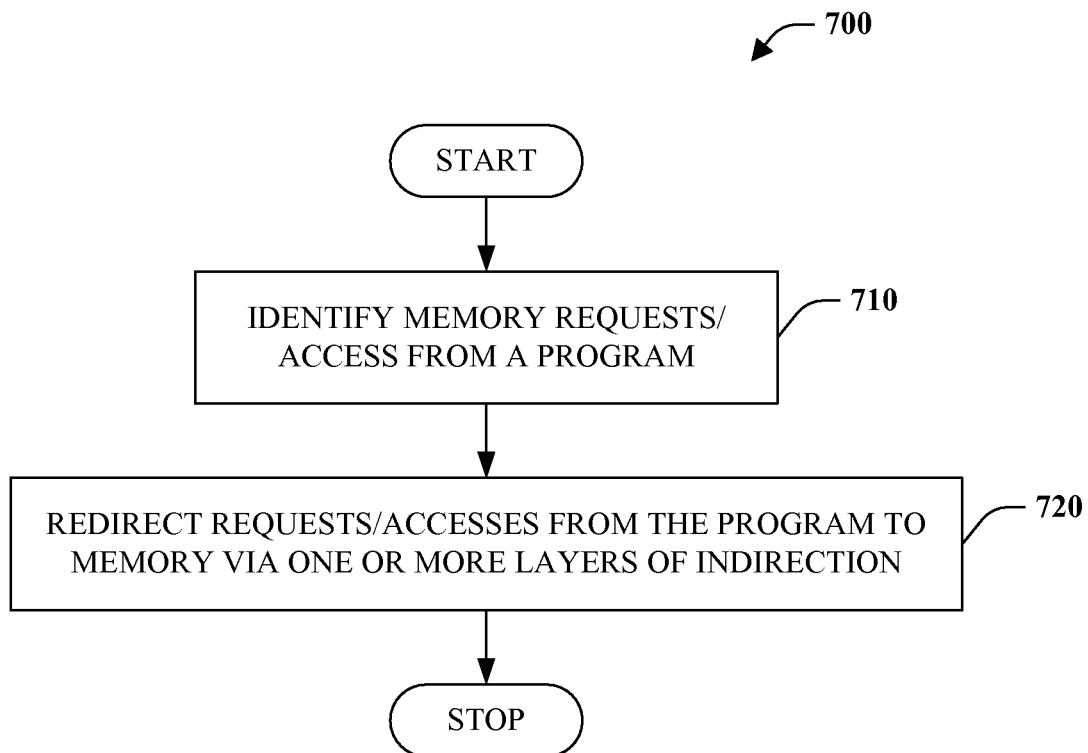 700
START
710
IDENTIFY MEMORY REQUESTS/
ACCESS FROM A PROGRAM
720
REDIRECT REQUESTS/ACCESSES FROM THE PROGRAM TO
MEMORY VIA ONE OR MORE LAYERS OF INDIRECTION
STOP